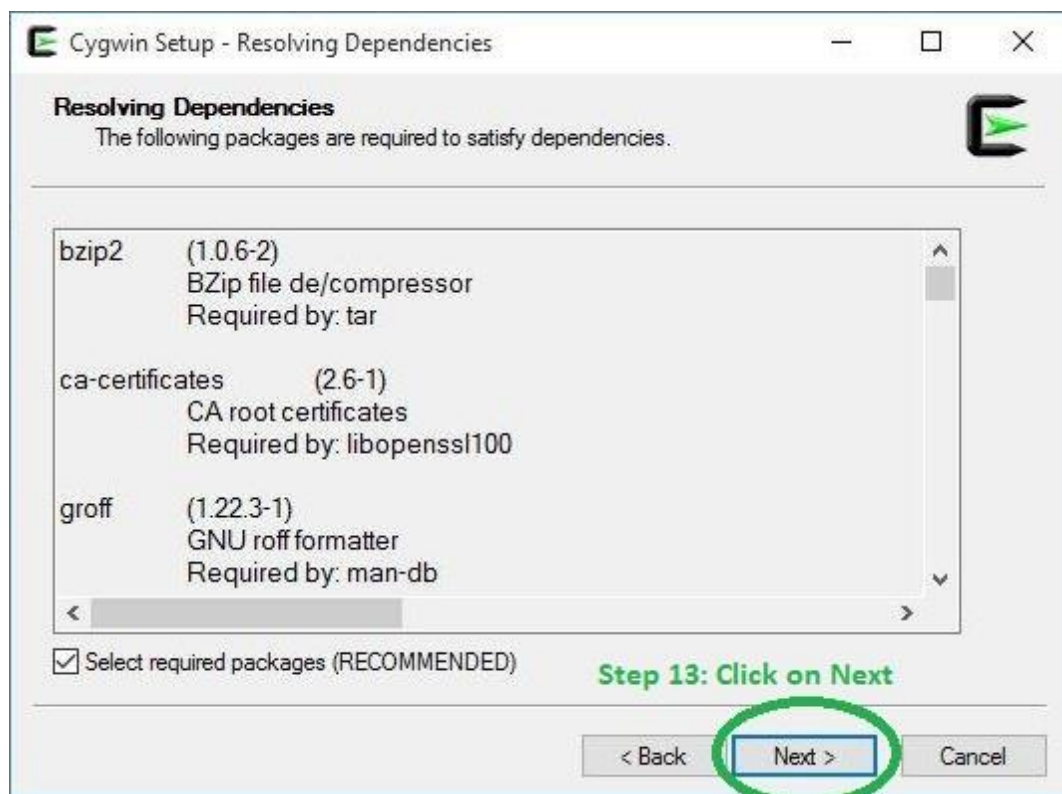 Cygwin Setup - Resolving Dependencies
Resolving Dependencies
The following packages are required to satisfy dependencies.
bzip2 (1.0.6-2)
BZip file de/compressor
Required by: tar
ca-certificates (2.6-1)
CA root certificates
Required by: libopenssl100
groff (1.22.3-1)
GNU roff formatter
Required by: man-db
Select required packages (RECOMMENDED)
Step 13: Click on Next
< Back Next > Cancel